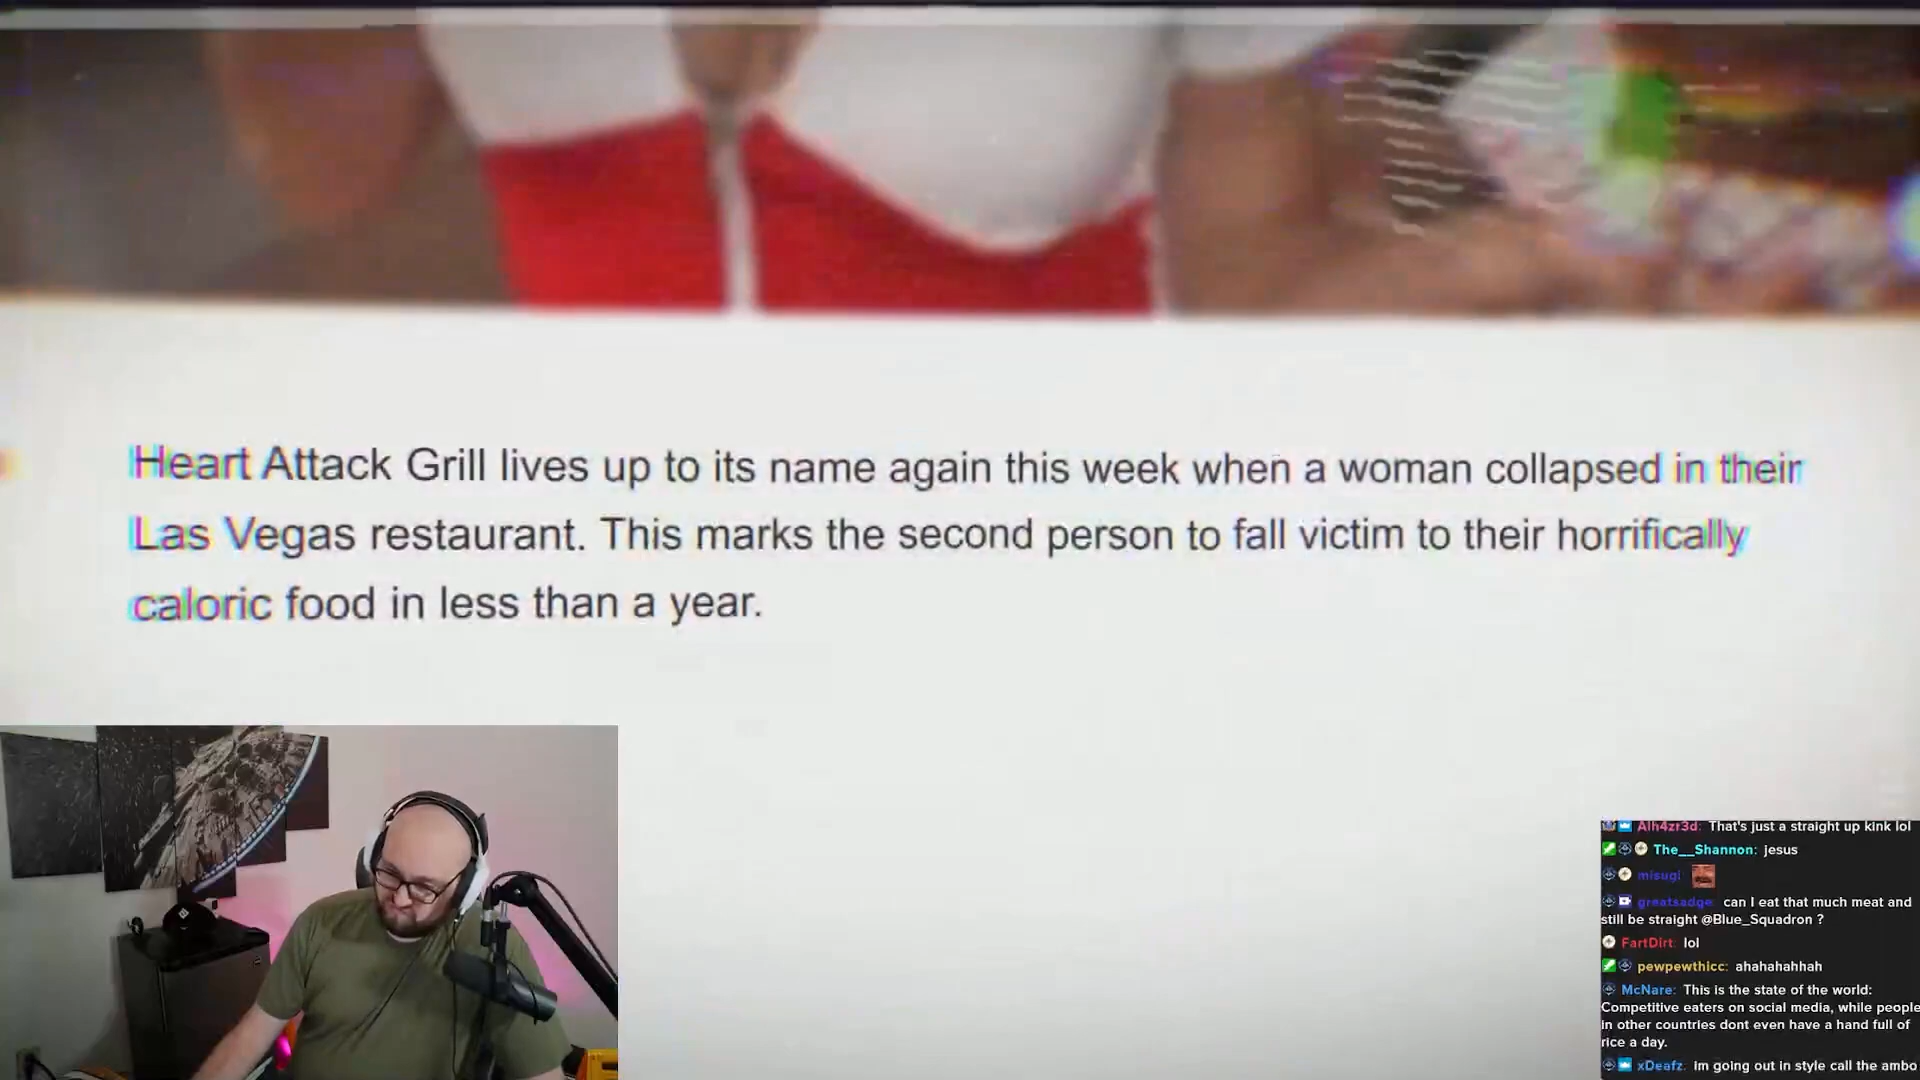 Heart Attack Grill lives up to its name again this week when a woman collapsed in their
Las Vegas restaurant. This marks the second person to fall victim to their horrifically
caloric food in less than a year.
Alh4zr3d: That's just a straight up kink lol
The__Shannon: jesus
misugi
greatsadge: can I eat that much meat and
still be straight @Blue_Squadron ?
FartDirt: lol
pewpewthicc: ahahahahhah
McNare: This is the state of the world:
Competitive eaters on social media, while people
in other countries dont even have a hand full of
rice a day.
xDeafz: Im going out in style call the ambo